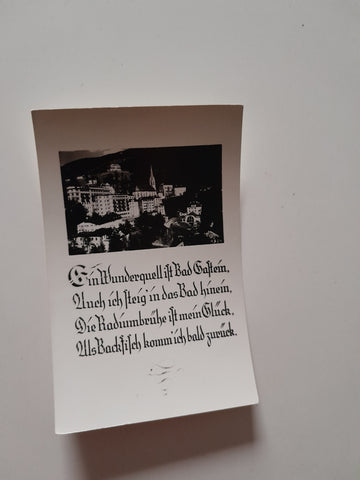 Ein Wunderquell ist Bad Gastein,
Auch ich steig in das Bad hinein,
Die Radiumbrühe ist mein Glück,
Als Backfisch komm ich bald zurück.